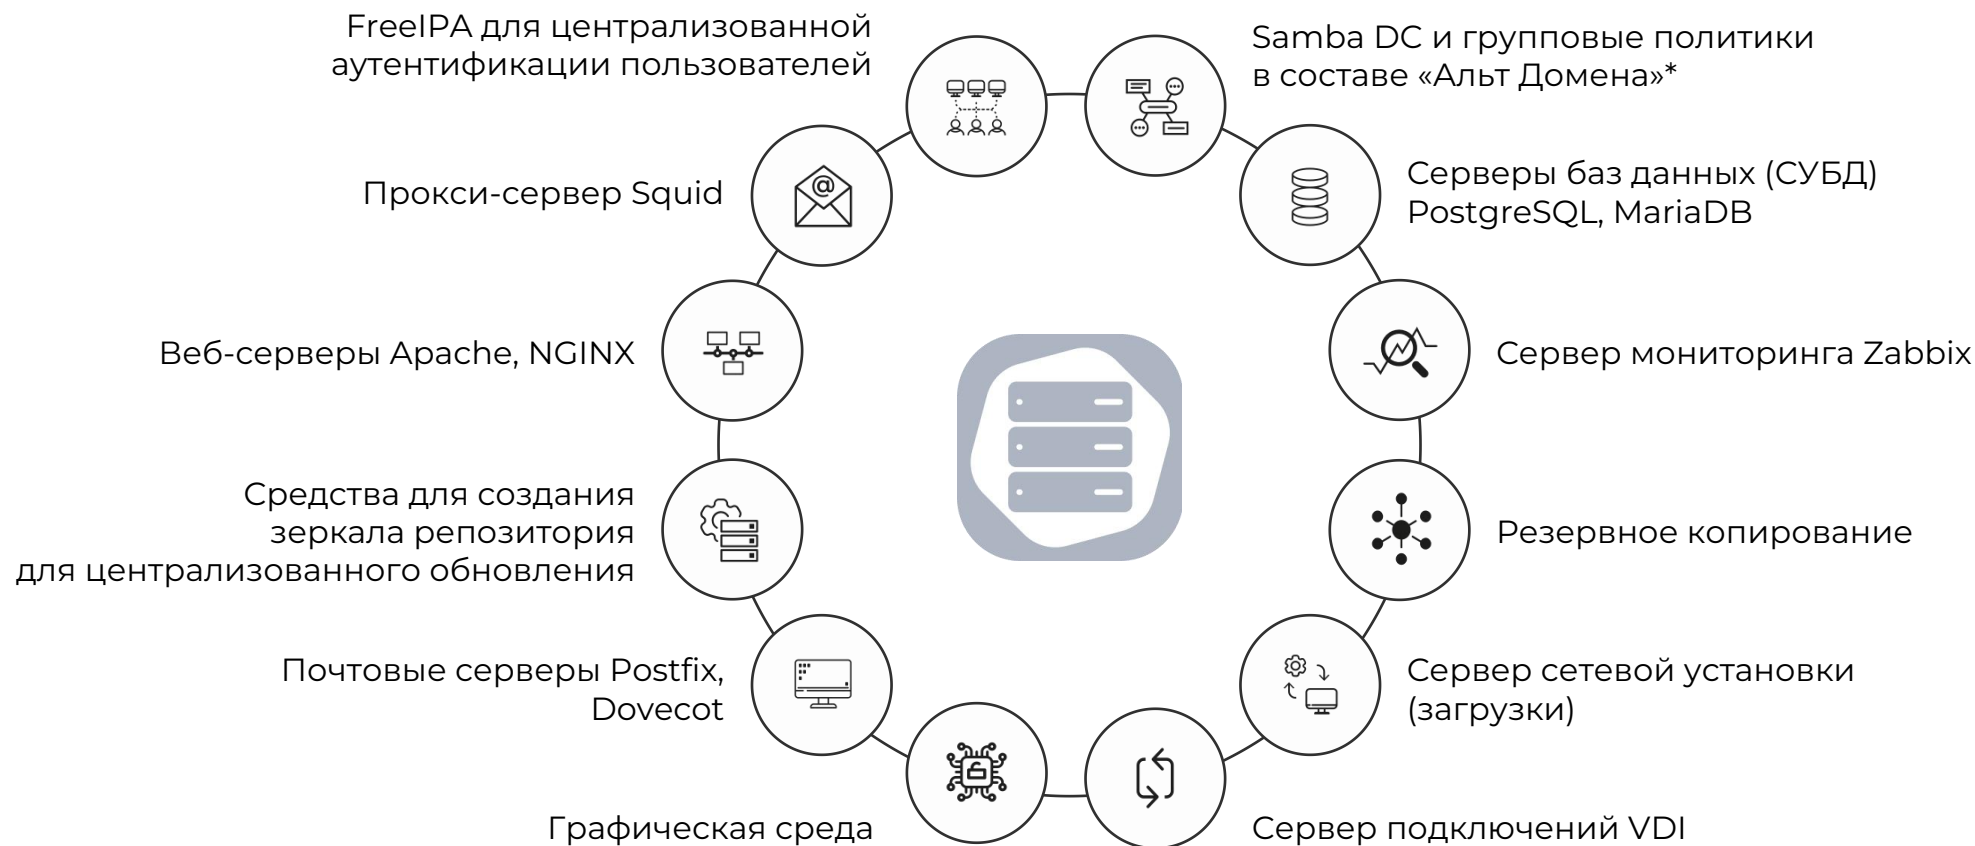 FreeIPA для централизованной
аутентификации пользователей
Samba DC и групповые политики
в составе «Альт Домена»*
Прокси-сервер Squid
Серверы баз данных (СУБД)
PostgreSQL, MariaDB
Веб-серверы Apache, NGINX
Сервер мониторинга Zabbix
Средства для создания
зеркала репозитория
для централизованного обновления
Резервное копирование
Почтовые серверы Postfix,
Dovecot
Сервер сетевой установки
(загрузки)
Графическая среда
Сервер подключений VDI